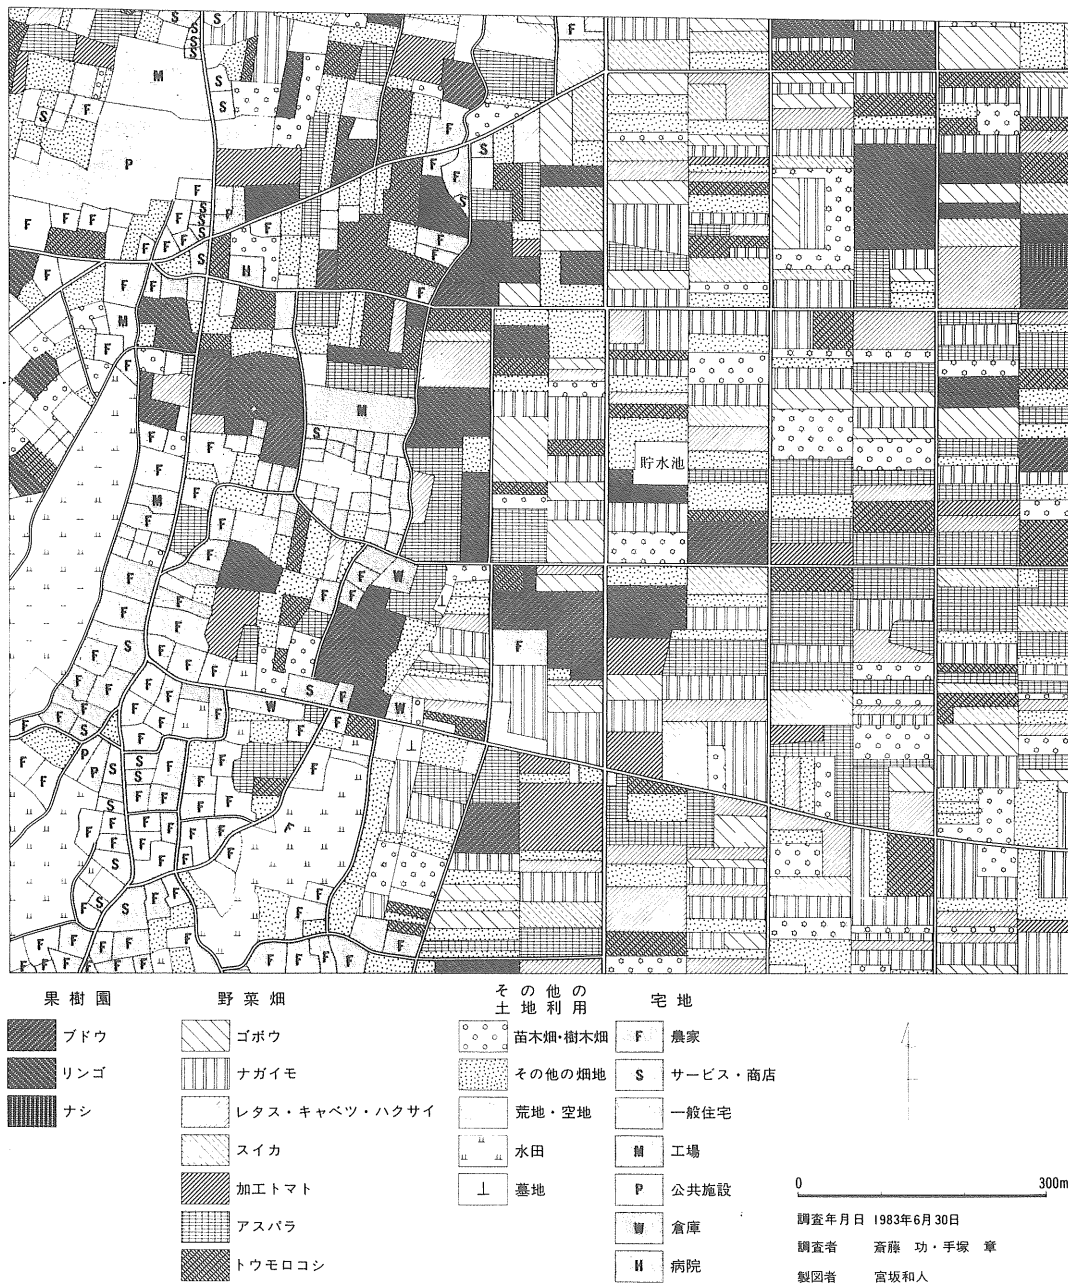 貯水池
果樹園
ブドウ
リンゴ
ナシ
野菜畑
ゴボウ
ナガイモ
レタス・キャベツ・ハクサイ
スイカ
加工トマト
アスパラ
トウモロコシ
その他の
土地利用
苗木畑・樹木畑
その他の畑地
荒地・空地
水田
墓地
宅地
F 農家
S サービス・商店
一般住宅
M 工場
P 公共施設
W 倉庫
H 病院
0 300m
調査年月日 1983年6月30日
調査者 斎藤 功・手塚 章
製図者 宮坂和人